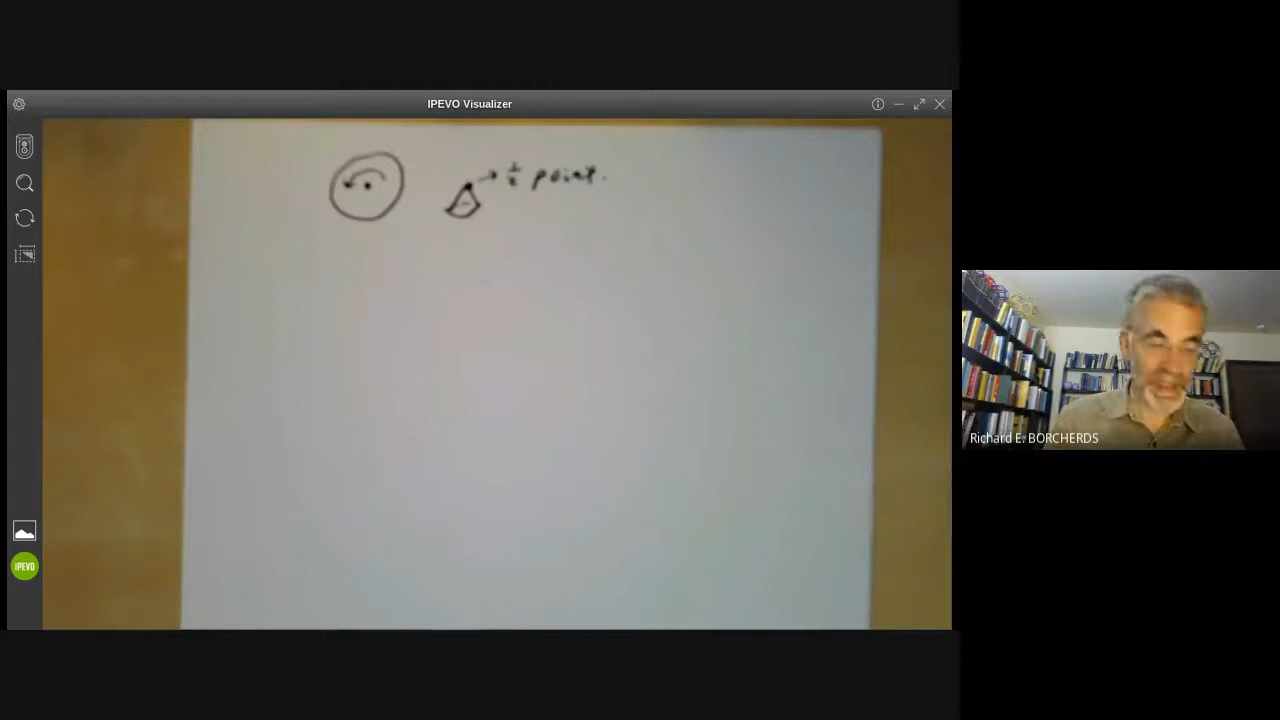 IPEVO Visualizer
→ ½ point.
IPEVO
Richard E. BORCHERDS